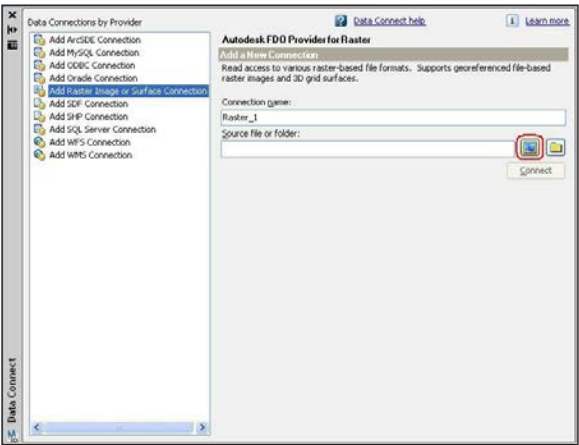 Data Connections by Provider
Data Connect help
Learn more
Add ArcSDE Connection
Add MySQL Connection
Add ODBC Connection
Add Oracle Connection
Add Raster Image or Surface Connection
Add SDF Connection
Add SHP Connection
Add SQL Server Connection
Add WFS Connection
Add WMS Connection
Autodesk FDO Provider for Raster
Add a New Connection
Read access to various raster-based file formats. Supports georeferenced file-based
raster images and 3D grid surfaces.
Connection name:
Raster_1
Source file or folder:
Connect
Data Connect